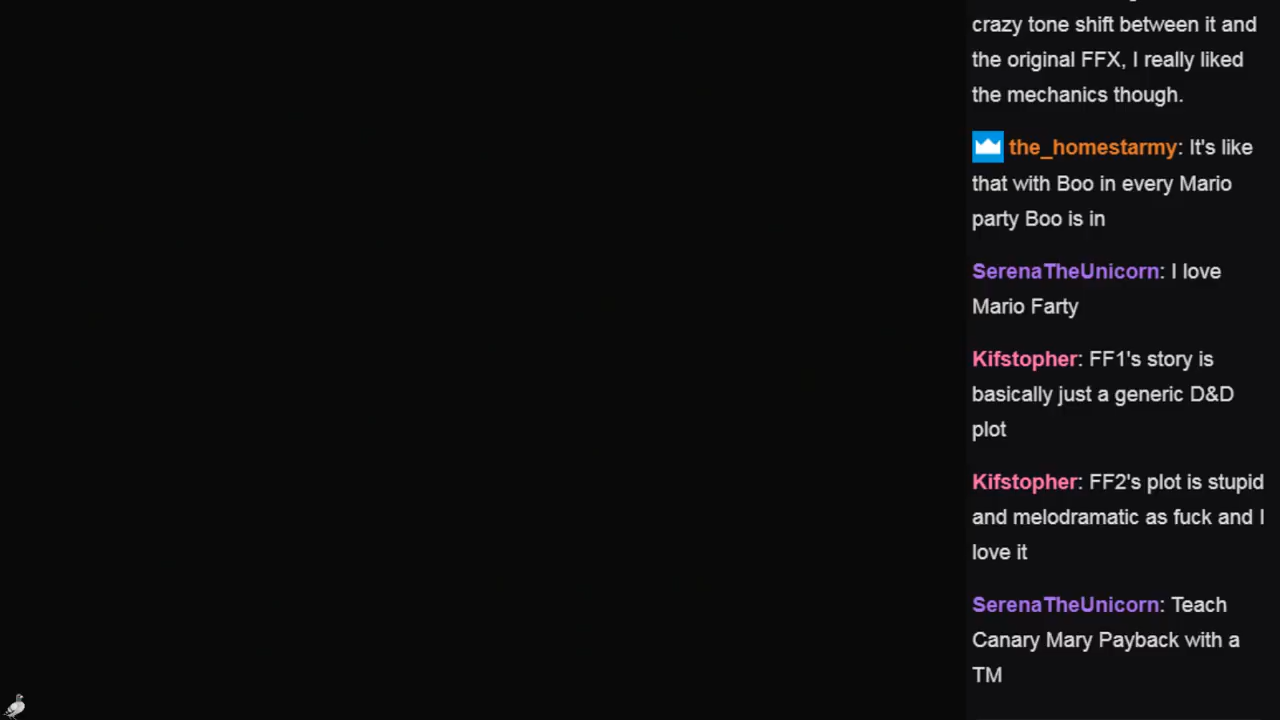 crazy tone shift between it and
the original FFX, I really liked
the mechanics though.
the_homestarmy: It's like
that with Boo in every Mario
party Boo is in
SerenaTheUnicorn: I love
Mario Farty
Kifstopher: FF1's story is
basically just a generic D&D
plot
Kifstopher: FF2's plot is stupid
and melodramatic as fuck and I
love it
SerenaTheUnicorn: Teach
Canary Mary Payback with a
TM